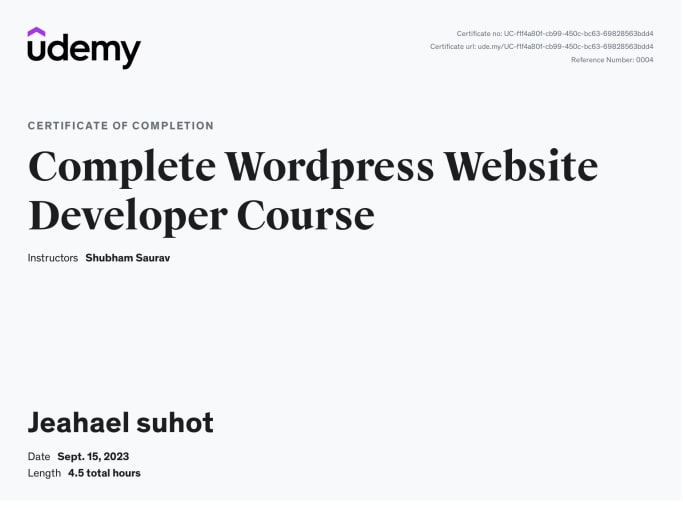 udemy
Certificate no: UC-fff4a80f-cb99-450c-bc63-69828563bdd4
Certificate url: ude.my/UC-fff4a80f-cb99-450c-bc63-69828563bdd4
Reference Number: 0004
CERTIFICATE OF COMPLETION
Complete Wordpress Website
Developer Course
Instructors Shubham Saurav
Jeahael suhot
Date Sept. 15, 2023
Length 4.5 total hours